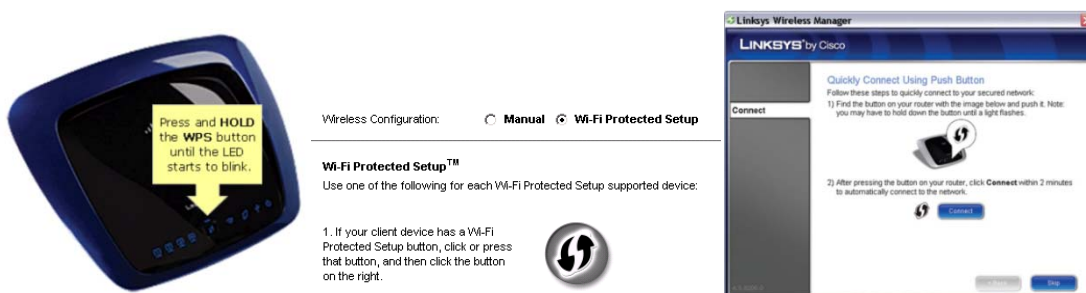 Press and HOLD
the WPS button
until the LED
starts to blink.
Wireless Configuration: Manual Wi-Fi Protected Setup
Wi-Fi Protected Setup™
Use one of the following for each Wi-Fi Protected Setup supported device:
1. If your client device has a Wi-Fi
Protected Setup button, click or press
that button, and then click the button
on the right.
Linksys Wireless Manager
LINKSYS by Cisco
Connect
Quickly Connect Using Push Button
Follow these steps to quickly connect to your secured network:
1) Find the button on your router with the image below and push it. Note:
you may have to hold down the button until a light flashes.
2) After pressing the button on your router, click Connect within 2 minutes
to automatically connect to the network.
Connect
Skip